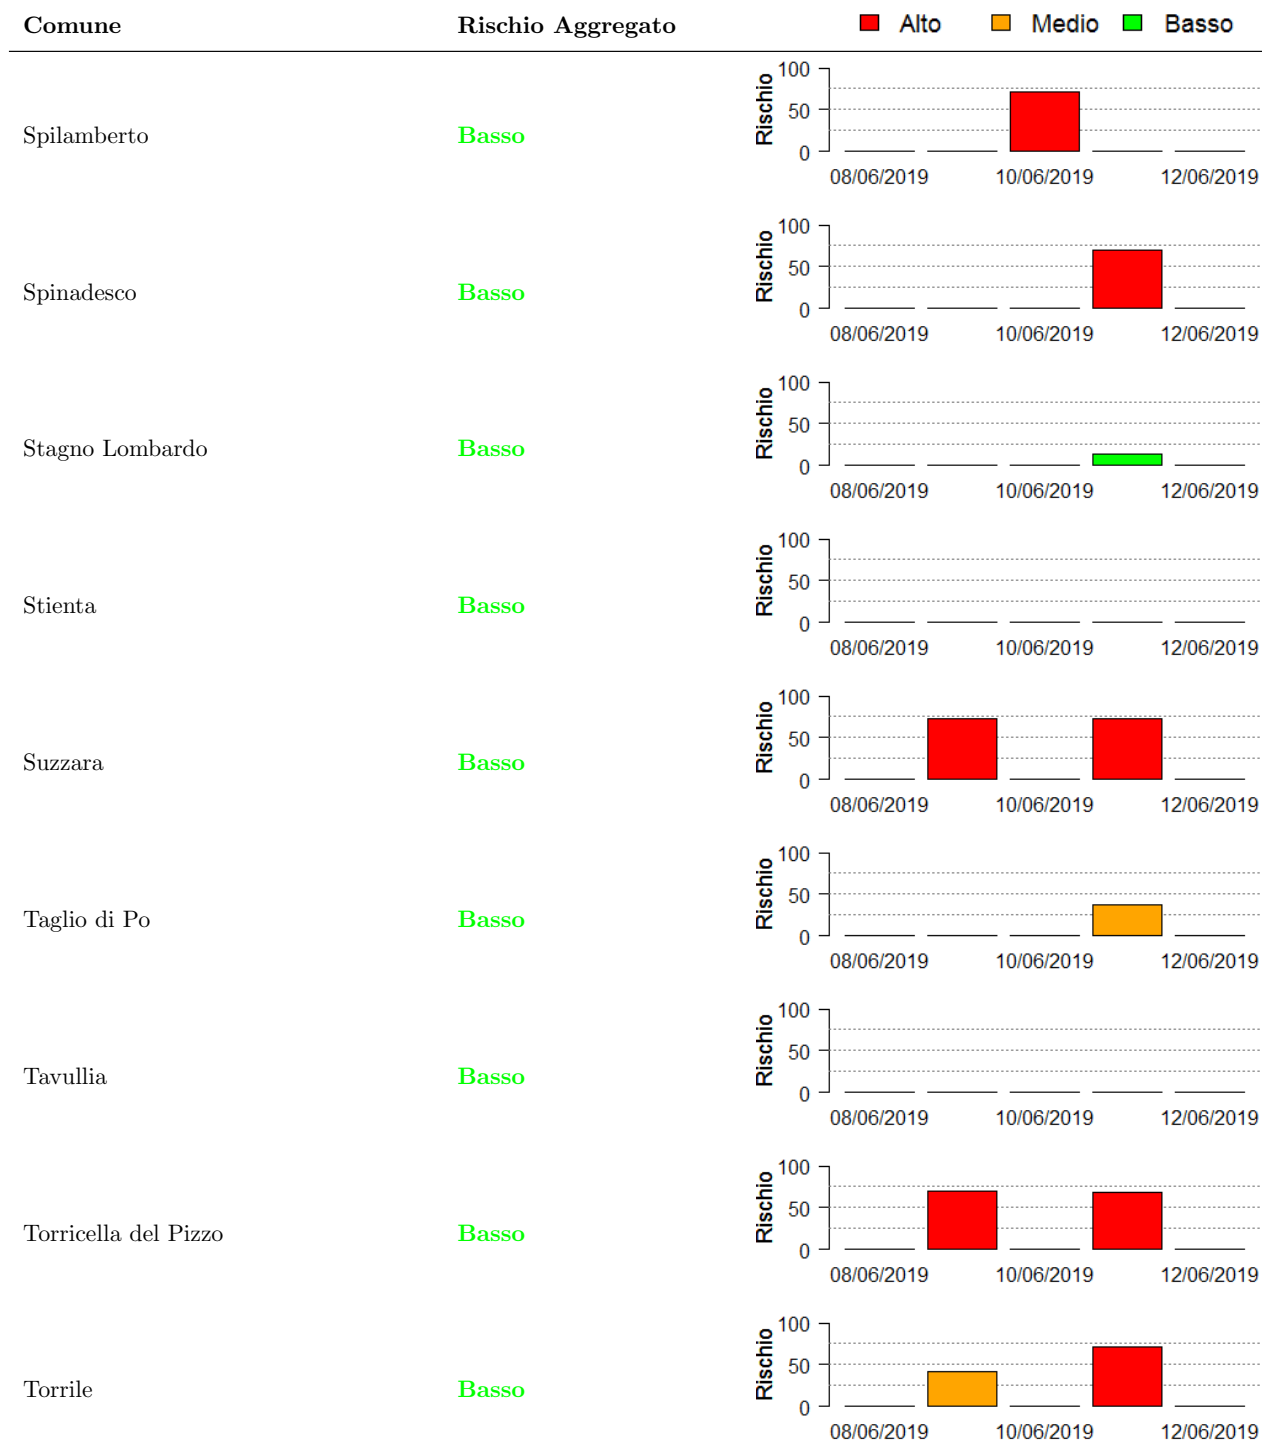 Comune Rischio Aggregato Alto Medio Basso
Spilamberto Basso Rischio 100 50 0
08/06/2019 10/06/2019 12/06/2019
Spinadesco Basso Rischio 100 50 0
08/06/2019 10/06/2019 12/06/2019
Stagno Lombardo Basso Rischio 100 50 0
08/06/2019 10/06/2019 12/06/2019
Stienta Basso Rischio 100 50 0
08/06/2019 10/06/2019 12/06/2019
Suzzara Basso Rischio 100 50 0
08/06/2019 10/06/2019 12/06/2019
Taglio di Po Basso Rischio 100 50 0
08/06/2019 10/06/2019 12/06/2019
Tavullia Basso Rischio 100 50 0
08/06/2019 10/06/2019 12/06/2019
Torricella del Pizzo Basso Rischio 100 50 0
08/06/2019 10/06/2019 12/06/2019
Torrile Basso Rischio 100 50 0
08/06/2019 10/06/2019 12/06/2019